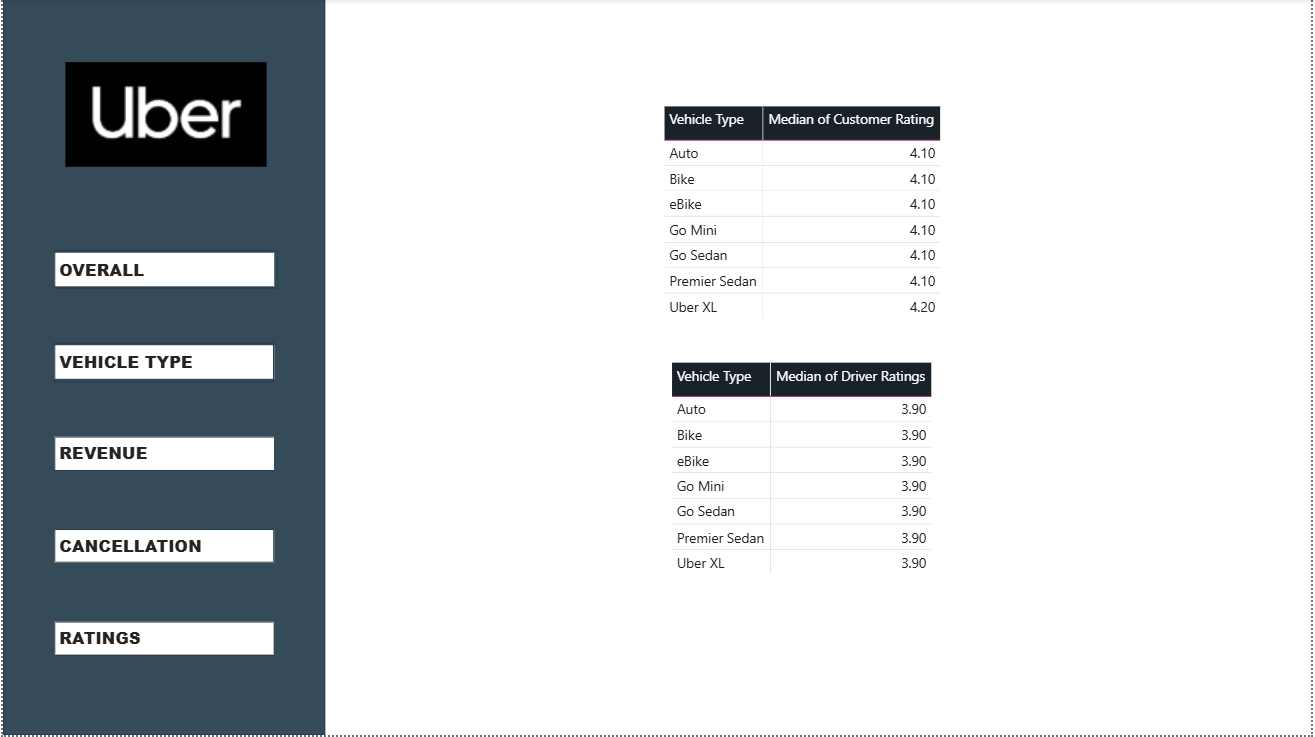 Uber
OVERALL
VEHICLE TYPE
REVENUE
CANCELLATION
RATINGS
Vehicle Type Median of Customer Rating
Auto 4.10
Bike 4.10
eBike 4.10
Go Mini 4.10
Go Sedan 4.10
Premier Sedan 4.10
Uber XL 4.20
Vehicle Type Median of Driver Ratings
Auto 3.90
Bike 3.90
eBike 3.90
Go Mini 3.90
Go Sedan 3.90
Premier Sedan 3.90
Uber XL 3.90